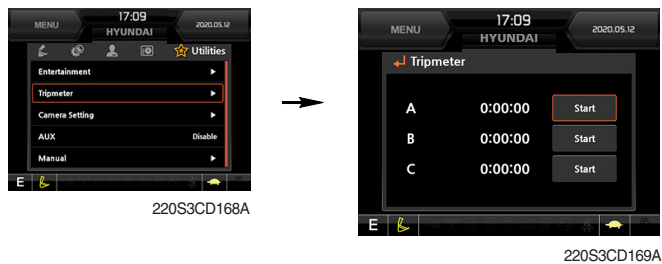 MENU
17:09
HYUNDAI
2020.05.12
Utilities
Entertainment
Tripmeter
Camera Setting
AUX Disable
Manual
E
220S3CD168A
MENU
17:09
HYUNDAI
2020.05.12
Tripmeter
A 0:00:00 Start
B 0:00:00 Start
C 0:00:00 Start
E
220S3CD169A